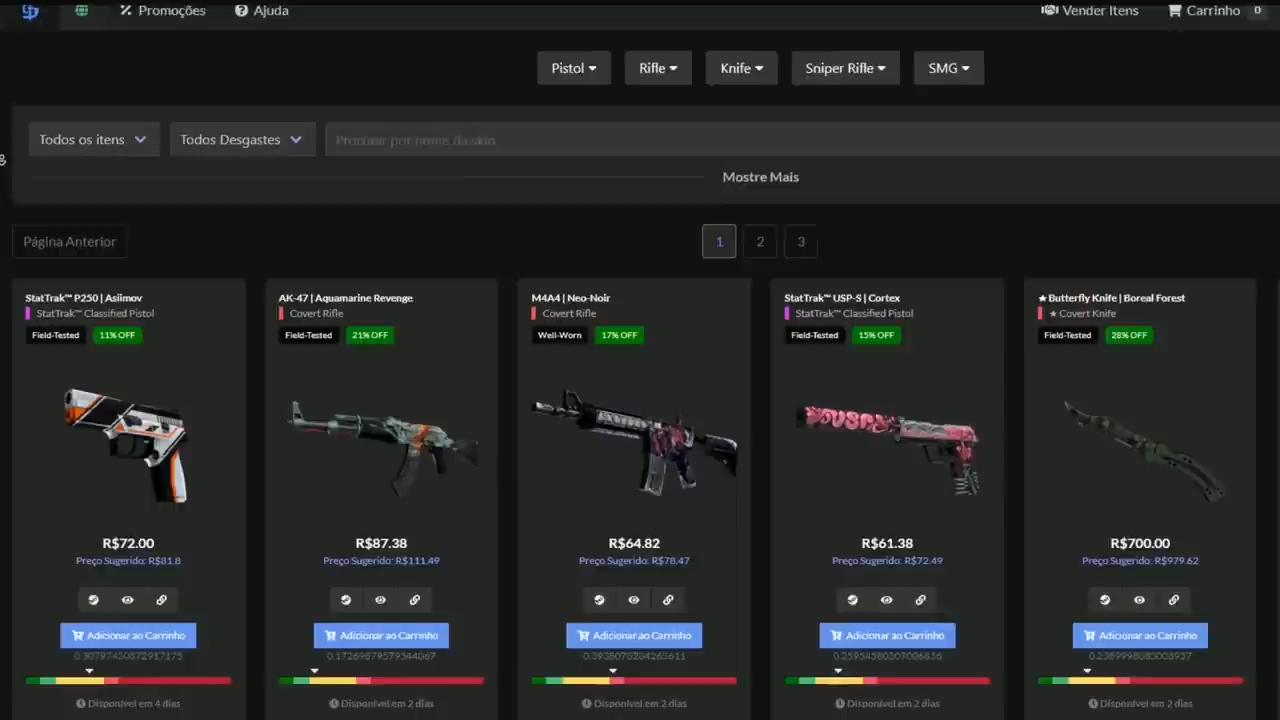 Promoções
Ajuda
Vender Itens
Carrinho
0
Pistol
Rifle
Knife
Sniper Rifle
SMG
Todos os itens
Todos Desgastes
Procurar por nome da skin
Mostre Mais
Página Anterior
1
2
3
StatTrak™ P250 | Asiimov
StatTrak™ Classified Pistol
Field-Tested
11% OFF
R$72.00
Preço Sugerido: R$81.8
Adicionar ao Carrinho
Disponível em 4 dias
AK-47 | Aquamarine Revenge
Covert Rifle
Field-Tested
21% OFF
R$87.38
Preço Sugerido: R$111.49
Adicionar ao Carrinho
Disponível em 2 dias
M4A4 | Neo-Noir
Covert Rifle
Well-Worn
17% OFF
R$64.82
Preço Sugerido: R$78.47
Adicionar ao Carrinho
Disponível em 2 dias
StatTrak™ USP-S | Cortex
StatTrak™ Classified Pistol
Field-Tested
15% OFF
R$61.38
Preço Sugerido: R$72.49
Adicionar ao Carrinho
Disponível em 2 dias
★ Butterfly Knife | Boreal Forest
★ Covert Knife
Field-Tested
28% OFF
R$700.00
Preço Sugerido: R$979.62
Adicionar ao Carrinho
Disponível em 2 dias